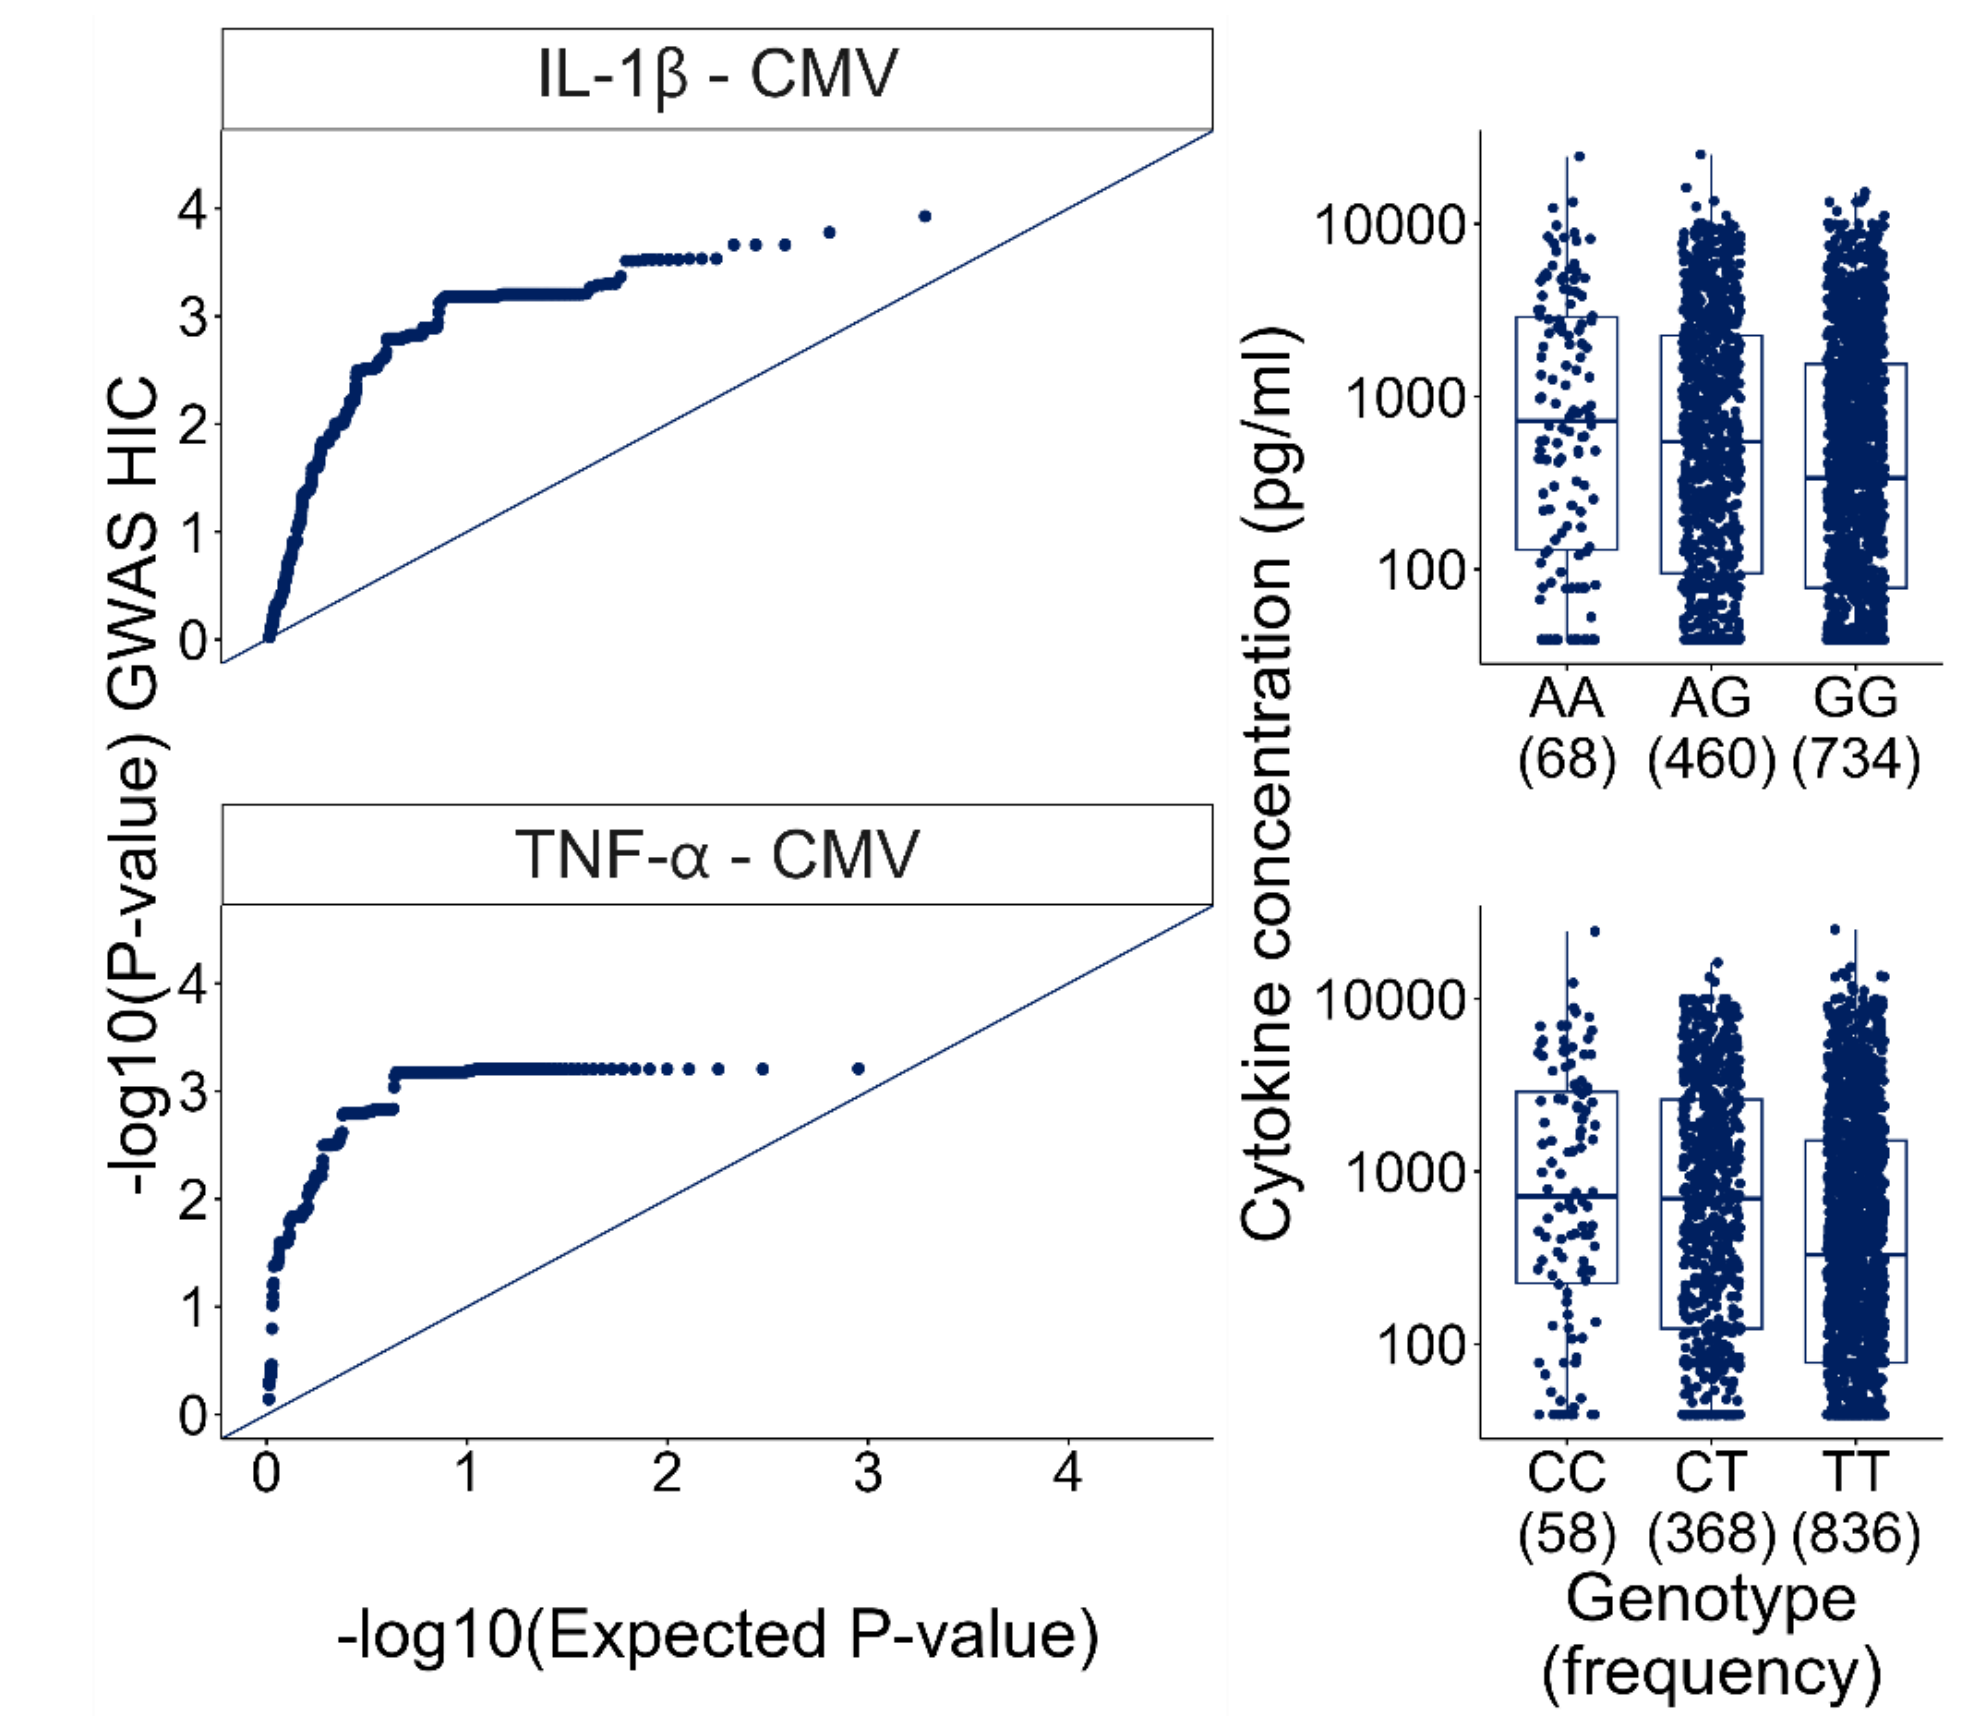 IL-1β - CMV
-log10(P-value) GWAS HIC
4
3
2
1
0
TNF-α - CMV
4
3
2
1
0
0 1 2 3 4
-log10(Expected P-value)
Cytokine concentration (pg/ml)
10000
1000
100
AA AG GG
(68) (460) (734)
10000
1000
100
CC CT TT
(58) (368) (836)
Genotype
(frequency)